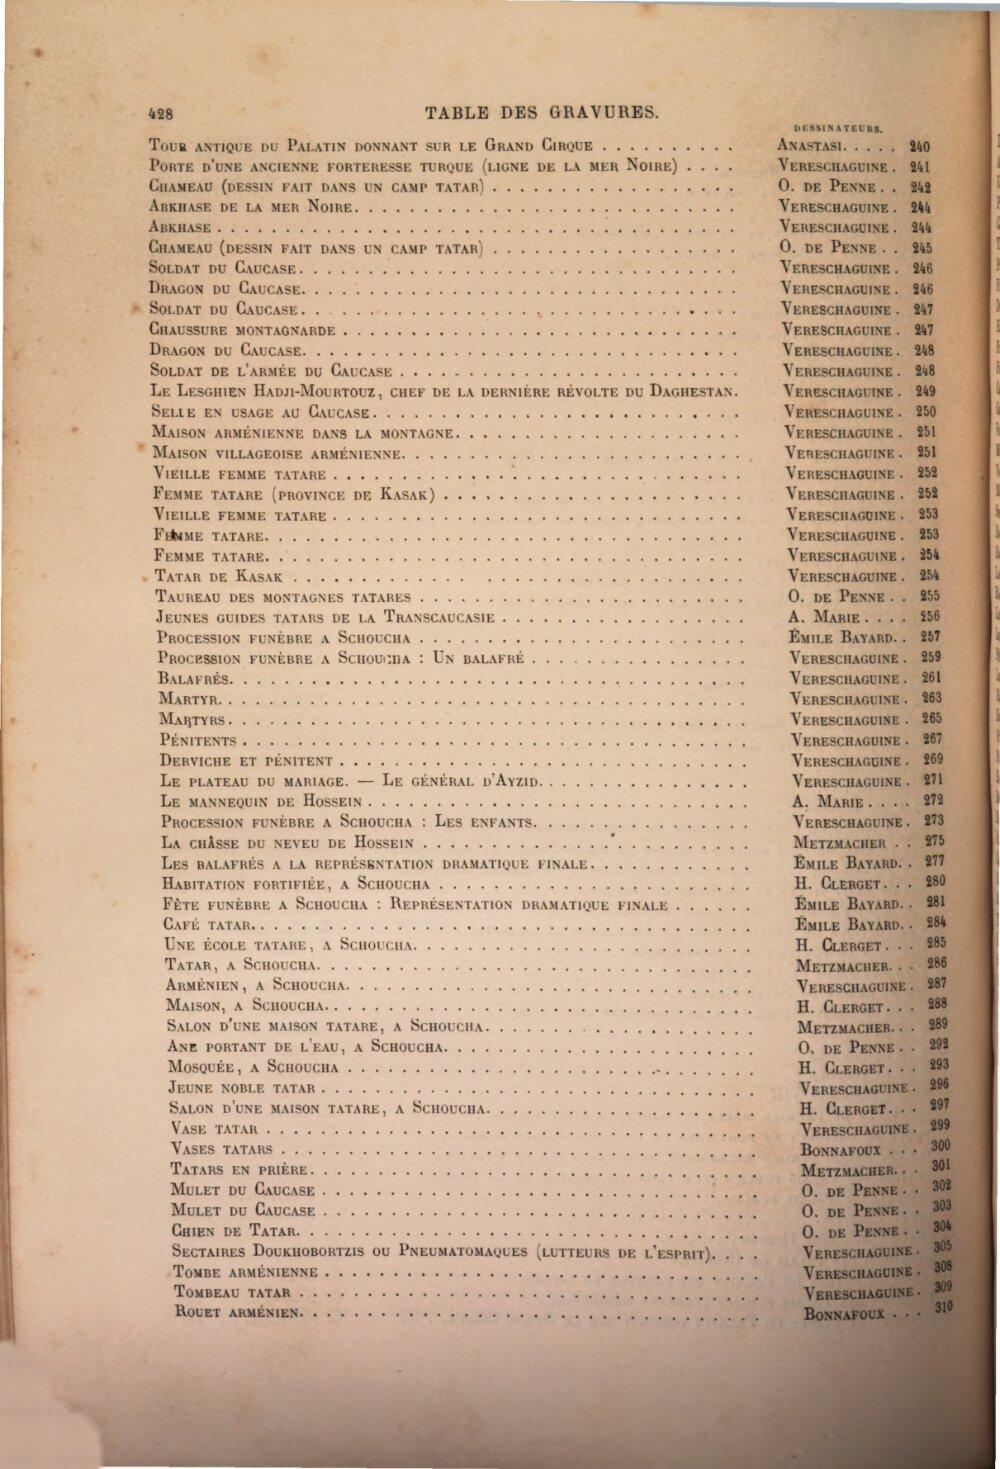 428
TABLE DES GRAVURES.
DESSINATEURS.
Tour antique du Palatin donnant sur le Grand Cirque . . . . . . . . . . Anastasi. . . . . 240
Porte d'une ancienne forteresse turque (ligne de la mer Noire) . . . . Vereschaguine . 241
Chameau (dessin fait dans un camp tatar) . . . . . . . . . . O. de Penne . . 242
Abkhase de la mer Noire. . . . . . . . . . Vereschaguine . 244
Abkhase . . . . . . . . . . Vereschaguine . 244
Chameau (dessin fait dans un camp tatar) . . . . . . . . . . O. de Penne . . 245
Soldat du Caucase. . . . . . . . . . Vereschaguine . 246
Dragon du Caucase. . . . . . . . . . Vereschaguine . 246
Soldat du Caucase. . . . . . . . . . Vereschaguine . 247
Chaussure montagnarde . . . . . . . . . . Vereschaguine . 247
Dragon du Caucase. . . . . . . . . . Vereschaguine . 248
Soldat de l'armée du Caucase . . . . . . . . . . Vereschaguine . 248
Le Lesghien Hadji-Mourtouz, chef de la dernière révolte du Daghestan. Vereschaguine . 249
Selle en usage au Caucase. . . . . . . . . . Vereschaguine . 250
Maison arménienne dans la montagne. . . . . . . . . . Vereschaguine . 251
Maison villageoise arménienne. . . . . . . . . . Vereschaguine . 251
Vieille femme tatare . . . . . . . . . . Vereschaguine . 252
Femme tatare (province de Kasak) . . . . . . . . . . Vereschaguine . 252
Vieille femme tatare . . . . . . . . . . Vereschaguine . 253
Femme tatare. . . . . . . . . . Vereschaguine . 253
Femme tatare. . . . . . . . . . Vereschaguine . 254
Tatar de Kasak . . . . . . . . . . Vereschaguine . 254
Taureau des montagnes tatares . . . . . . . . . . O. de Penne . . 255
Jeunes guides tatars de la Transcaucasie . . . . . . . . . . A. Marie . . . . 256
Procession funèbre a Schoucha . . . . . . . . . . Émile Bayard. . 257
Procession funèbre a Schoucha : Un balafré . . . . . . . . . . Vereschaguine . 259
Balafrés. . . . . . . . . . Vereschaguine . 261
Martyr. . . . . . . . . . Vereschaguine . 263
Martyrs. . . . . . . . . . Vereschaguine . 265
Pénitents . . . . . . . . . . Vereschaguine . 267
Derviche et pénitent . . . . . . . . . . Vereschaguine . 269
Le plateau du mariage. — Le général d'Ayzid. . . . . . . . . . Vereschaguine . 271
Le mannequin de Hossein . . . . . . . . . . A. Marie . . . . 272
Procession funèbre a Schoucha : Les enfants. . . . . . . . . . Vereschaguine . 273
La châsse du neveu de Hossein . . . . . . . . . . Metzmacher . . 275
Les balafrés a la représentation dramatique finale. . . . . . . . . . Émile Bayard. . 277
Habitation fortifiée, a Schoucha . . . . . . . . . . H. Clerget. . . 280
Fête funèbre a Schoucha : Représentation dramatique finale . . . . . . Émile Bayard. . 281
Café tatar. . . . . . . . . . Émile Bayard. . 284
Une école tatare, a Schoucha. . . . . . . . . . H. Clerget. . . 285
Tatar, a Schoucha. . . . . . . . . . Metzmacher. . . 286
Arménien, a Schoucha. . . . . . . . . . Vereschaguine . 287
Maison, a Schoucha. . . . . . . . . . H. Clerget. . . 288
Salon d'une maison tatare, a Schoucha. . . . . . . . . . Metzmacher. . . 289
Ane portant de l'eau, a Schoucha. . . . . . . . . . O. de Penne . . 292
Mosquée, a Schoucha . . . . . . . . . . H. Clerget. . . 293
Jeune noble tatar . . . . . . . . . . Vereschaguine . 296
Salon d'une maison tatare, a Schoucha. . . . . . . . . . H. Clerget. . . 297
Vase tatar . . . . . . . . . . Vereschaguine . 299
Vases tatars . . . . . . . . . . Bonnafoux . . . 300
Tatars en prière. . . . . . . . . . Metzmacher. . . 301
Mulet du Caucase . . . . . . . . . . O. de Penne . . 302
Mulet du Caucase . . . . . . . . . . O. de Penne . . 303
Chien de Tatar. . . . . . . . . . O. de Penne . . 304
Sectaires Doukhobortzis ou Pneumatomaques (lutteurs de l'esprit). . . . Vereschaguine . 305
Tombe arménienne . . . . . . . . . . Vereschaguine . 308
Tombeau tatar . . . . . . . . . . Vereschaguine . 309
Rouet arménien. . . . . . . . . . Bonnafoux . . . 310